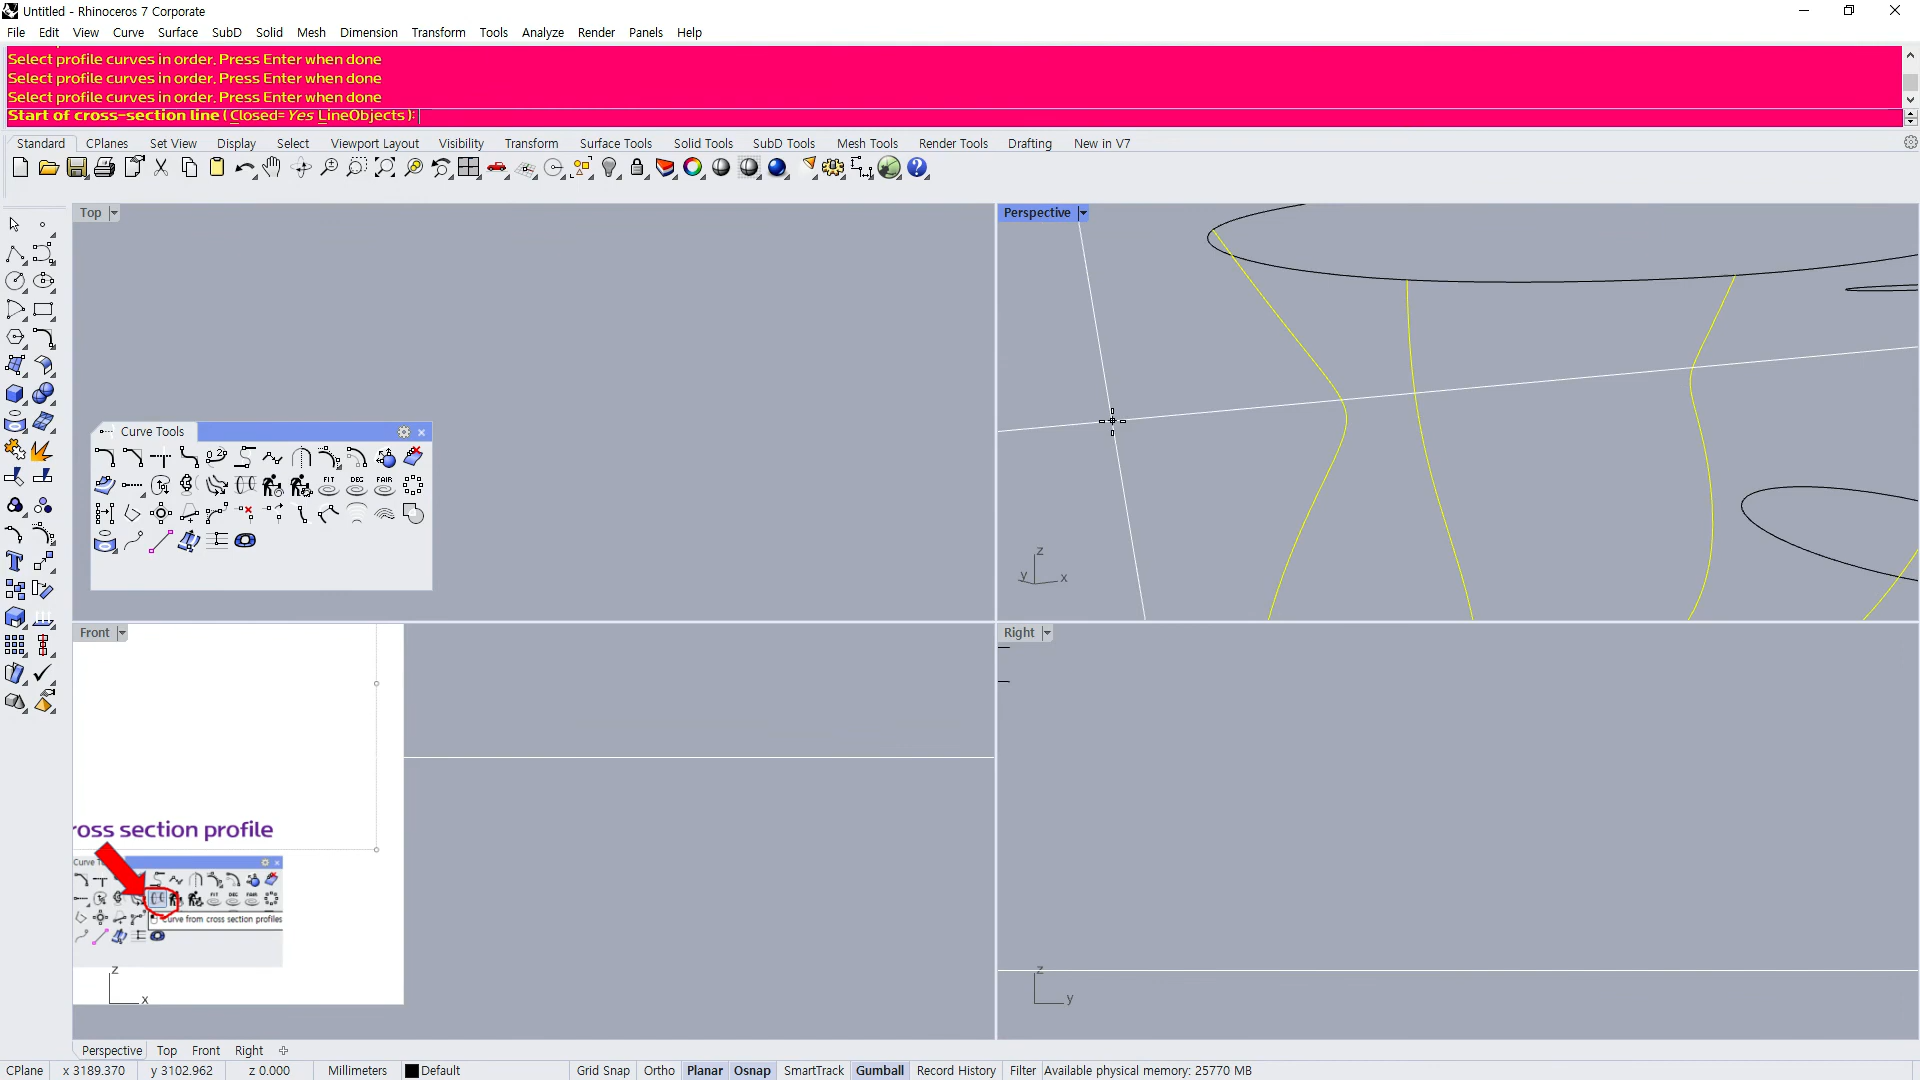 Untitled - Rhinoceros 7 Corporate
File Edit View Curve Surface SubD Solid Mesh Dimension Transform Tools Analyze Render Panels Help
Select profile curves in order. Press Enter when done
Select profile curves in order. Press Enter when done
Select profile curves in order. Press Enter when done
Start of cross-section line ( Closed= Yes LineObjects ):
Standard CPlanes Set View Display Select Viewport Layout Visibility Transform Surface Tools Solid Tools SubD Tools Mesh Tools Render Tools Drafting New in V7
Top
Perspective
Curve Tools
FIT DEG FAIR
z
y x
Front
Right
ross section profile
Curve
Curve from cross section profiles
z
x
z
y
Perspective Top Front Right
CPlane x 3189.370 y 3102.962 z 0.000 Millimeters Default Grid Snap Ortho Planar Osnap SmartTrack Gumball Record History Filter Available physical memory: 25770 MB